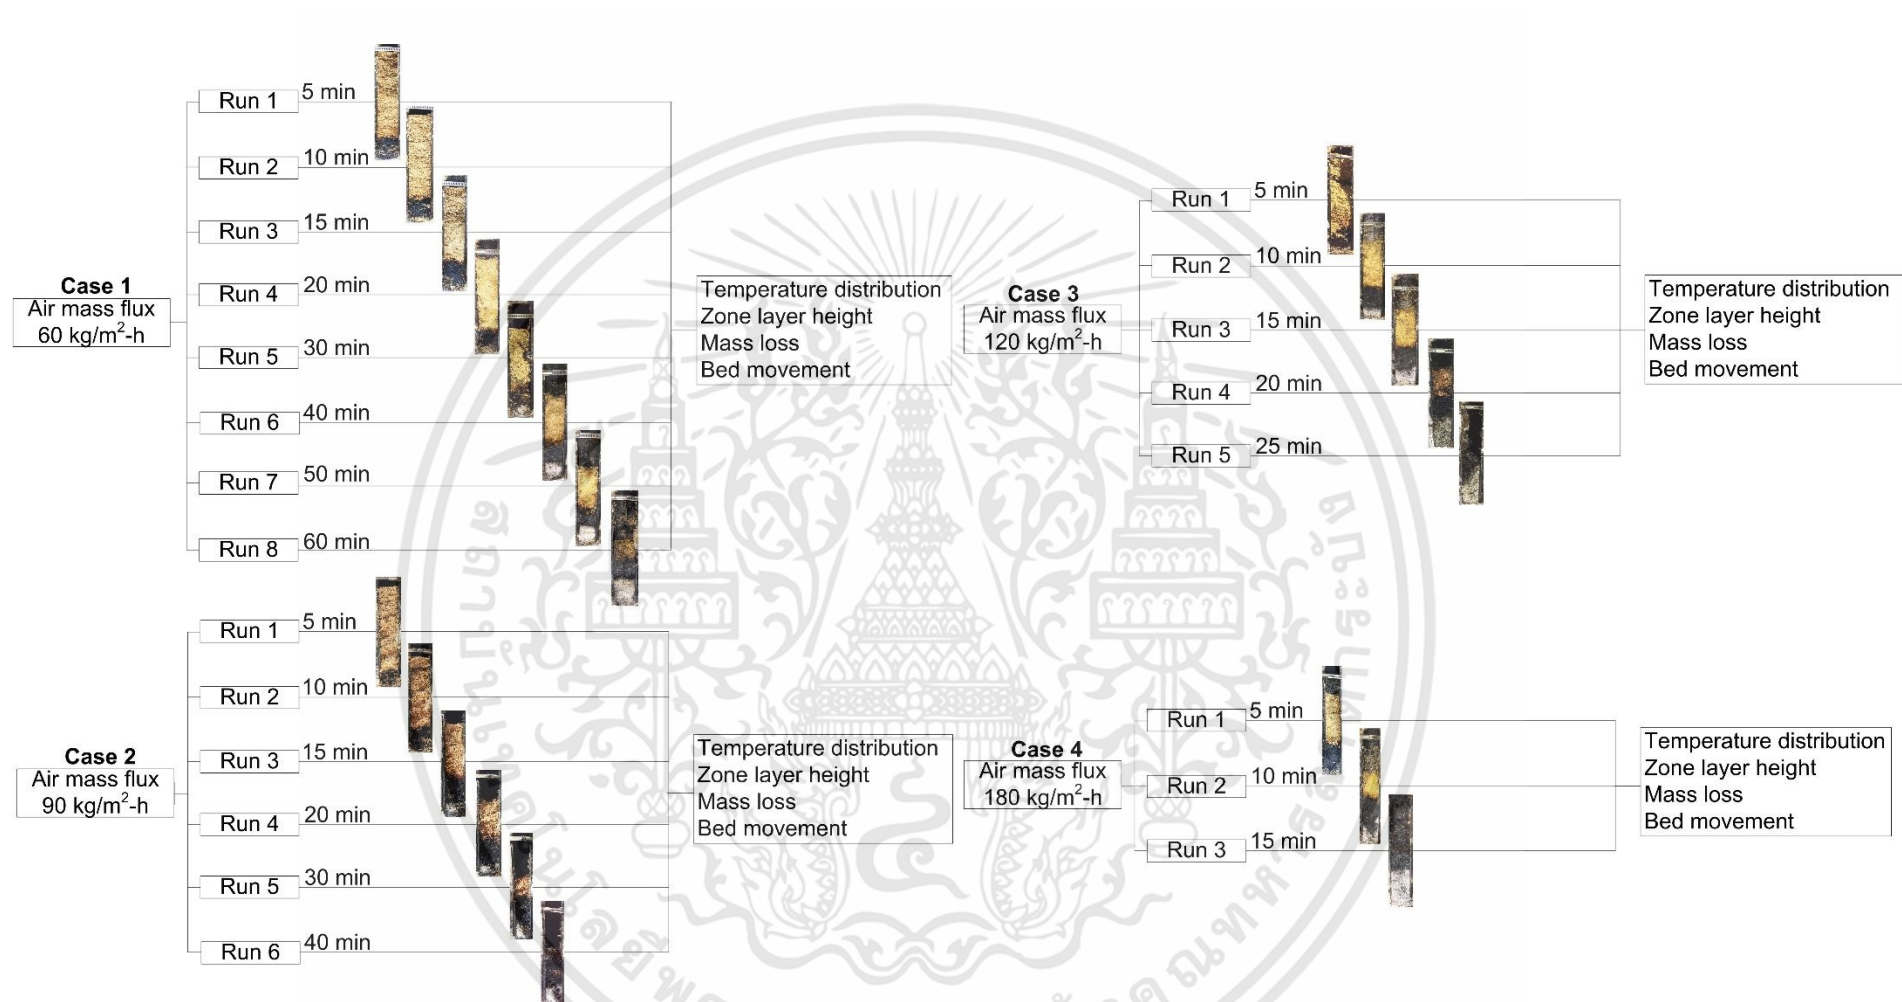 Case 1
Air mass flux
60 kg/m²-h
Run 1 5 min
Run 2 10 min
Run 3 15 min
Run 4 20 min
Run 5 30 min
Run 6 40 min
Run 7 50 min
Run 8 60 min
Temperature distribution
Zone layer height
Mass loss
Bed movement
Case 2
Air mass flux
90 kg/m²-h
Run 1 5 min
Run 2 10 min
Run 3 15 min
Run 4 20 min
Run 5 30 min
Run 6 40 min
Temperature distribution
Zone layer height
Mass loss
Bed movement
Case 3
Air mass flux
120 kg/m²-h
Run 1 5 min
Run 2 10 min
Run 3 15 min
Run 4 20 min
Run 5 25 min
Temperature distribution
Zone layer height
Mass loss
Bed movement
Case 4
Air mass flux
180 kg/m²-h
Run 1 5 min
Run 2 10 min
Run 3 15 min
Temperature distribution
Zone layer height
Mass loss
Bed movement